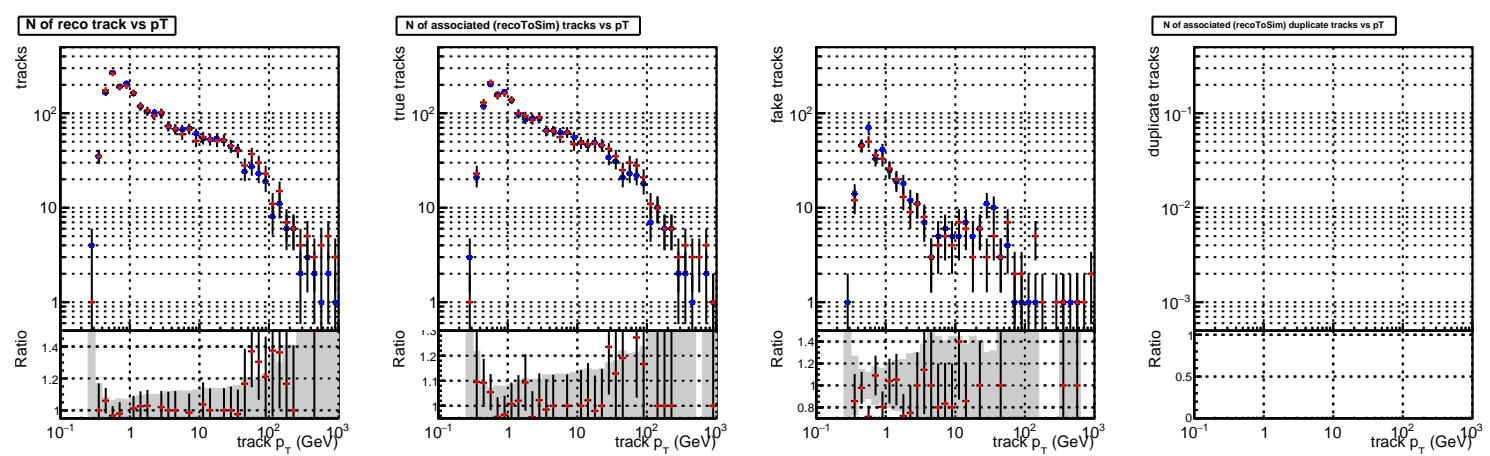 N of reco track vs pT
tracks
10²
10
1
Ratio
1.4
1.2
1
10⁻¹ 1 10 10² 10³
track p_T (GeV)
N of associated (recoToSim) tracks vs pT
true tracks
10²
10
1
Ratio
1.3
1.2
1.1
1
10⁻¹ 1 10 10² 10³
track p_T (GeV)
fake tracks
10²
10
1
Ratio
1.4
1.2
1
0.8
10⁻¹ 1 10 10² 10³
track p_T (GeV)
N of associated (recoToSim) duplicate tracks vs pT
duplicate tracks
10⁻¹
10⁻²
10⁻³
Ratio
1
0.5
0
10⁻¹ 1 10 10² 10³
track p_T (GeV)